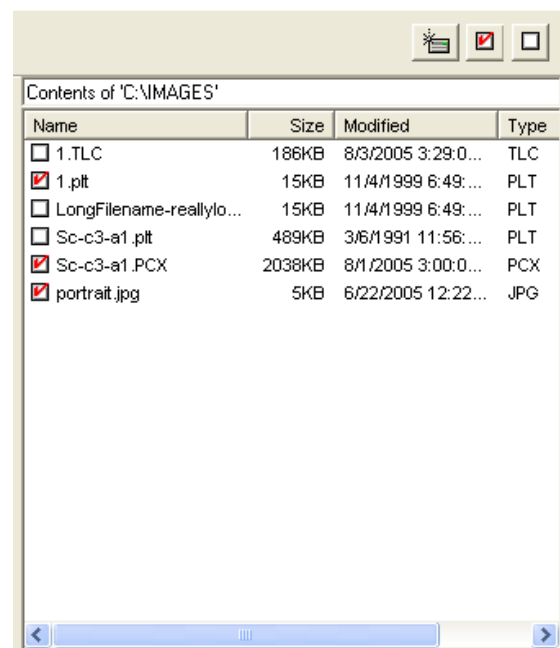 Contents of 'C:\IMAGES'
Name Size Modified Type
1.TLC 186KB 8/3/2005 3:29:0... TLC
1.plt 15KB 11/4/1999 6:49:... PLT
LongFilename-reallylo... 15KB 11/4/1999 6:49:... PLT
Sc-c3-a1.plt 489KB 3/6/1991 11:56:... PLT
Sc-c3-a1.PCX 2038KB 8/1/2005 3:00:0... PCX
portrait.jpg 5KB 6/22/2005 12:22... JPG